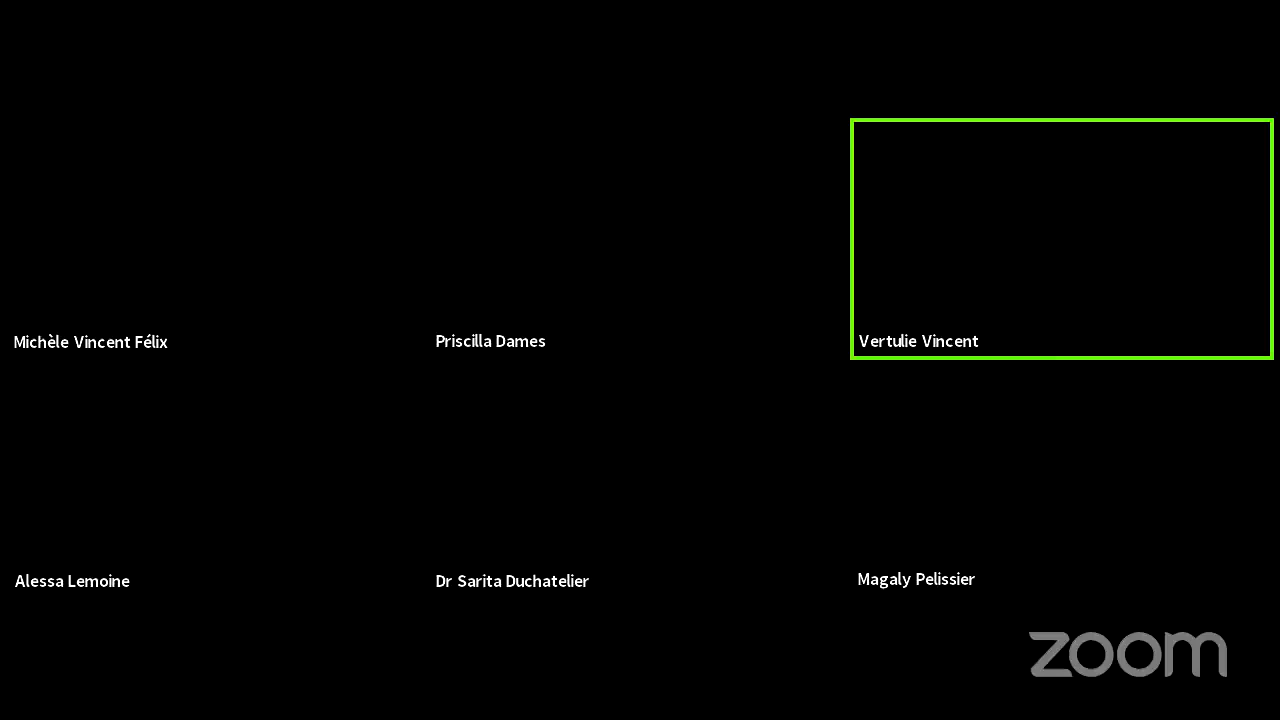 Michèle Vincent Félix
Priscilla Dames
Vertulie Vincent
Alessa Lemoine
Dr Sarita Duchatelier
Magaly Pelissier
zoom